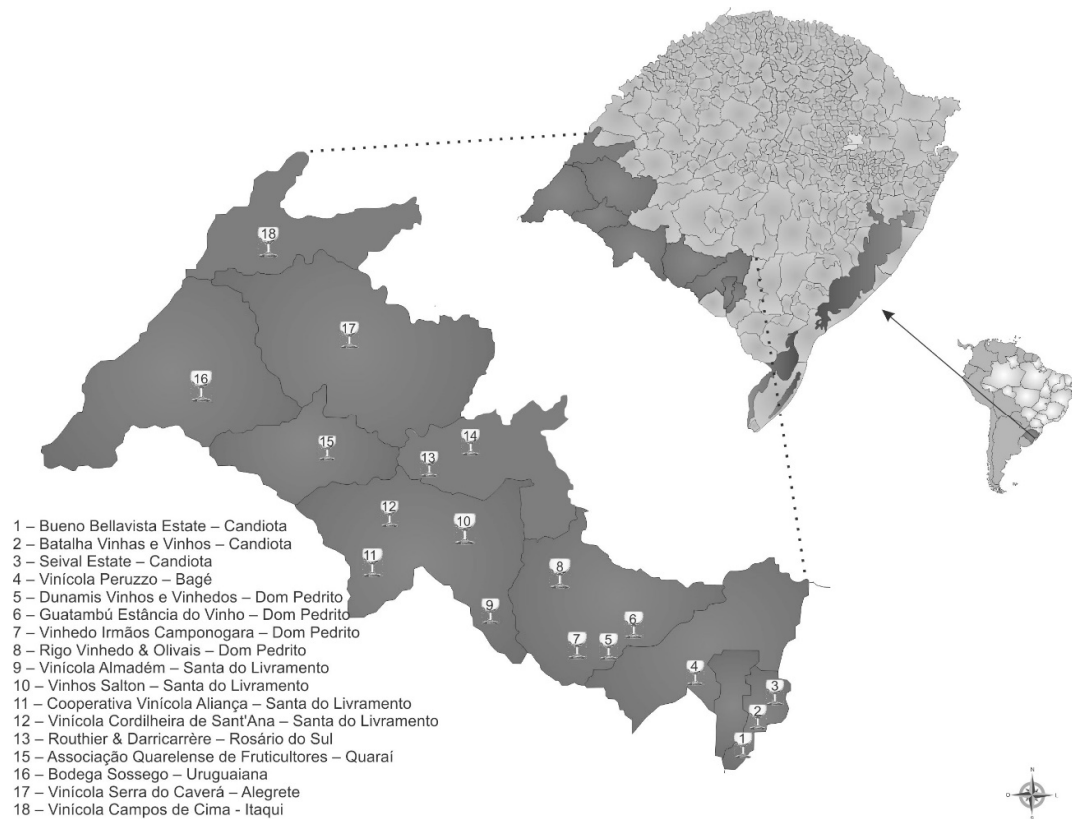 18
17
16
15
14
13
12
10
11
8
9
6
7
5
4
3
2
1
1 – Bueno Bellavista Estate – Candiota
2 – Batalha Vinhas e Vinhos – Candiota
3 – Seival Estate – Candiota
4 – Vinícola Peruzzo – Bagé
5 – Dunamis Vinhos e Vinhedos – Dom Pedrito
6 – Guatambú Estância do Vinho – Dom Pedrito
7 – Vinhedo Irmãos Camponogara – Dom Pedrito
8 – Rigo Vinhedo & Olivais – Dom Pedrito
9 – Vinícola Almadém – Santa do Livramento
10 – Vinhos Salton – Santa do Livramento
11 – Cooperativa Vinícola Aliança – Santa do Livramento
12 – Vinícola Cordilheira de Sant'Ana – Santa do Livramento
13 – Routhier & Darricarrère – Rosário do Sul
15 – Associação Quarelense de Fruticultores – Quaraí
16 – Bodega Sossego – Uruguaiana
17 – Vinícola Serra do Caverá – Alegrete
18 – Vinícola Campos de Cima - Itaqui
N
O L